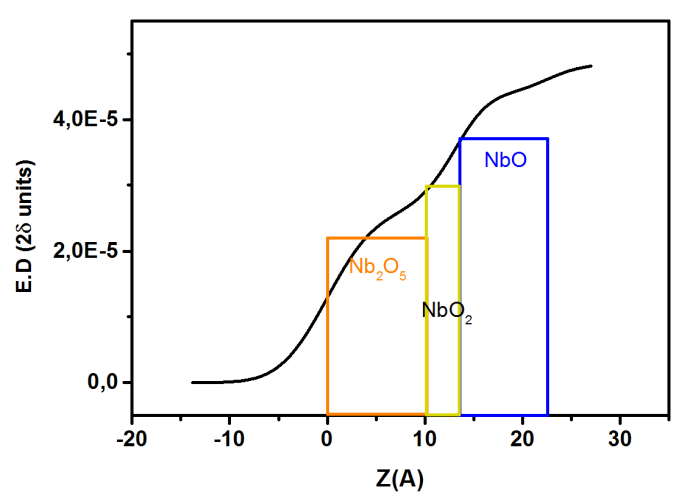 4,0E-5
2,0E-5
0,0
E.D (2δ units)
NbO
Nb₂O₅
NbO₂
-20 -10 0 10 20 30
Z(A)